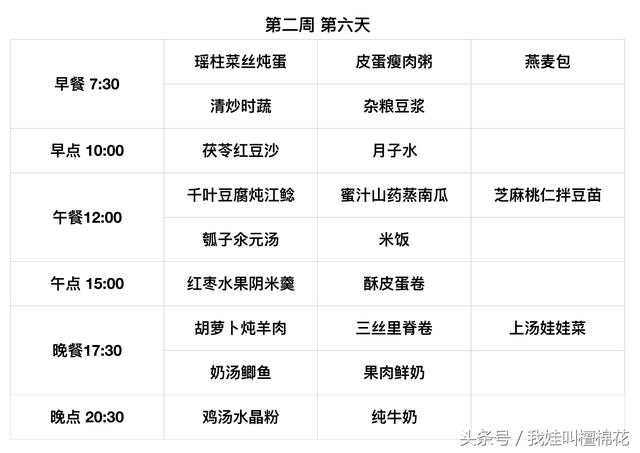 第二周 第六天
早餐 7:30 瑶柱菜丝炖蛋 皮蛋瘦肉粥 燕麦包
清炒时蔬 杂粮豆浆
早点 10:00 茯苓红豆沙 月子水
午餐12:00 千叶豆腐炖江鲶 蜜汁山药蒸南瓜 芝麻桃仁拌豆苗
瓠子汆元汤 米饭
午点 15:00 红枣水果阴米羹 酥皮蛋卷
晚餐17:30 胡萝卜炖羊肉 三丝里脊卷 上汤娃娃菜
奶汤鲫鱼 果肉鲜奶
晚点 20:30 鸡汤水晶粉 纯牛奶
头条号 / 我娃叫檀棉花